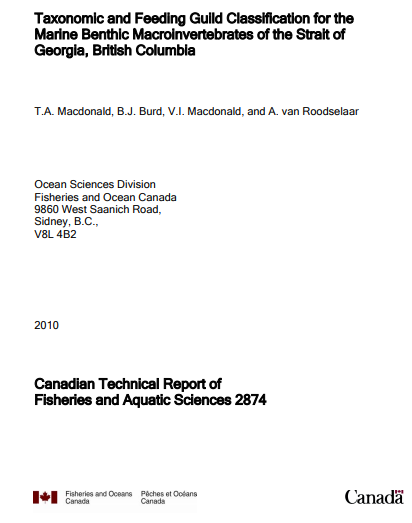 Taxonomic and Feeding Guild Classification for the
Marine Benthic Macroinvertebrates of the Strait of
Georgia, British Columbia
T.A. Macdonald, B.J. Burd, V.I. Macdonald, and A. van Roodselaar
Ocean Sciences Division
Fisheries and Ocean Canada
9860 West Saanich Road,
Sidney, B.C.,
V8L 4B2
2010
Canadian Technical Report of
Fisheries and Aquatic Sciences 2874
Fisheries and Oceans Pêches et Océans
Canada Canada
Canada